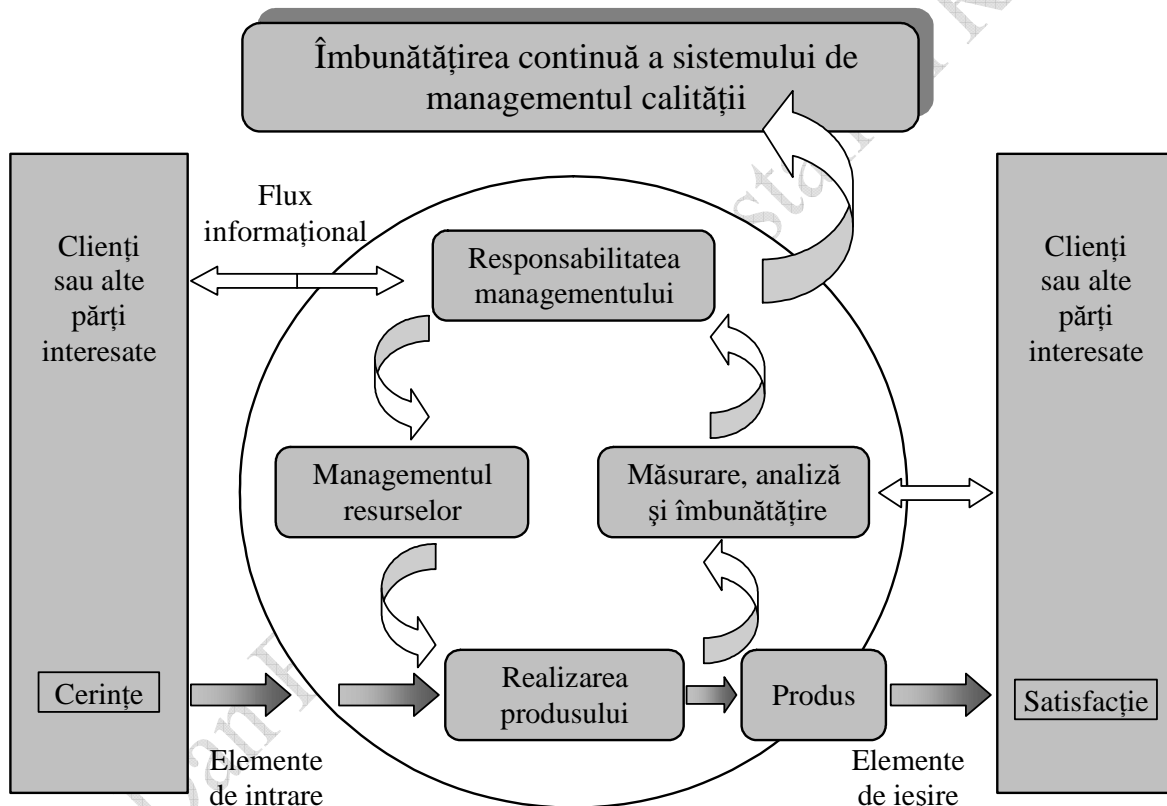 Îmbunătățirea continuă a sistemului de
managementul calității
Flux
informațional
Clienți
sau alte
părți
interesate
Responsabilitatea
managementului
Clienți
sau alte
părți
interesate
Managementul
resurselor
Măsurare, analiză
şi îmbunătățire
Cerințe
Realizarea
produsului
Produs
Satisfacție
Elemente
de intrare
Elemente
de ieşire